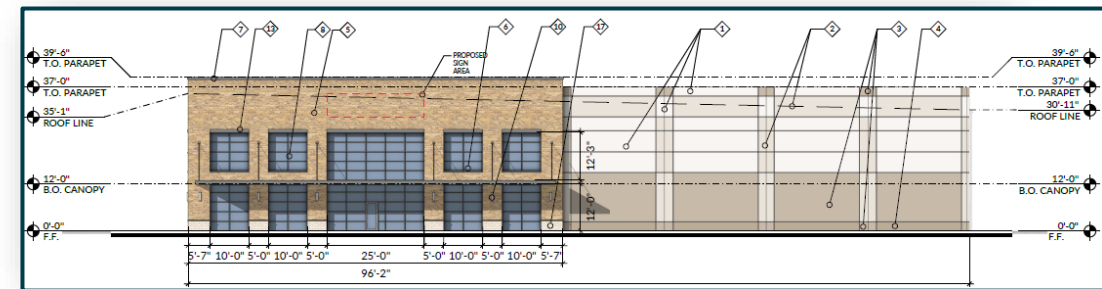 7 13 8 5 6 10 17 1 2 3 4
PROPOSED
SIGN
AREA
39'-6"
T.O. PARAPET
37'-0"
T.O. PARAPET
35'-1"
ROOF LINE
12'-0"
B.O. CANOPY
0'-0"
F.F.
39'-6"
T.O. PARAPET
37'-0"
T.O. PARAPET
30'-11"
ROOF LINE
12'-0"
B.O. CANOPY
0'-0"
F.F.
12'-3"
12'-0"
5'-7" 10'-0" 5'-0" 10'-0" 5'-0" 25'-0" 5'-0" 10'-0" 5'-0" 10'-0" 5'-7"
96'-2"